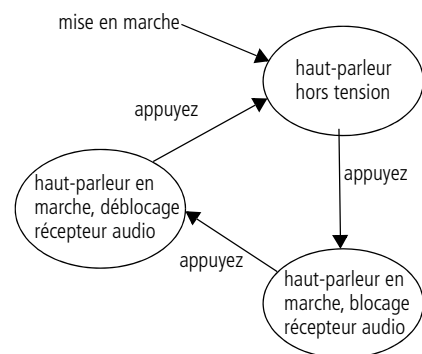 mise en marche
haut-parleur
hors tension
appuyez
appuyez
haut-parleur en
marche, déblocage
récepteur audio
appuyez
haut-parleur en
marche, blocage
récepteur audio